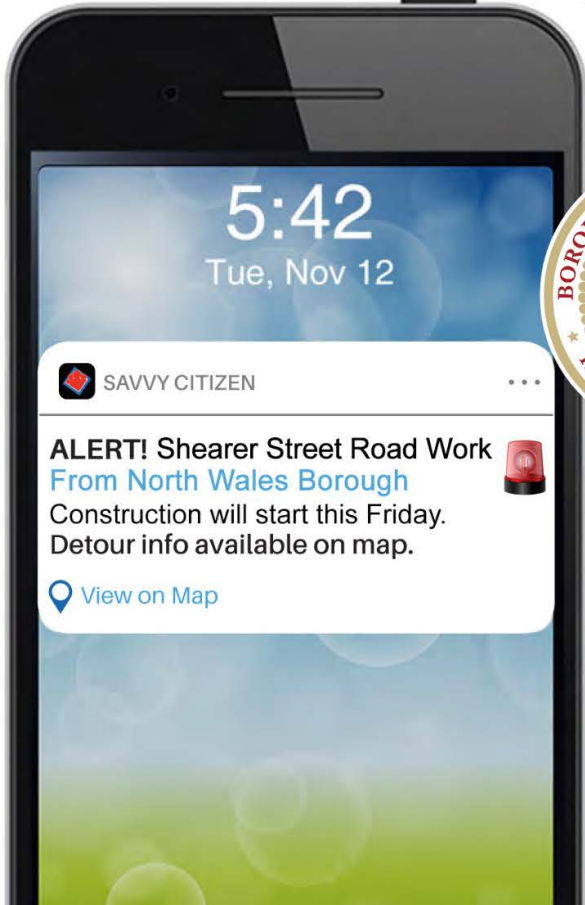 5:42
Tue, Nov 12
SAVVY CITIZEN
ALERT! Shearer Street Road Work
From North Wales Borough
Construction will start this Friday.
Detour info available on map.
View on Map